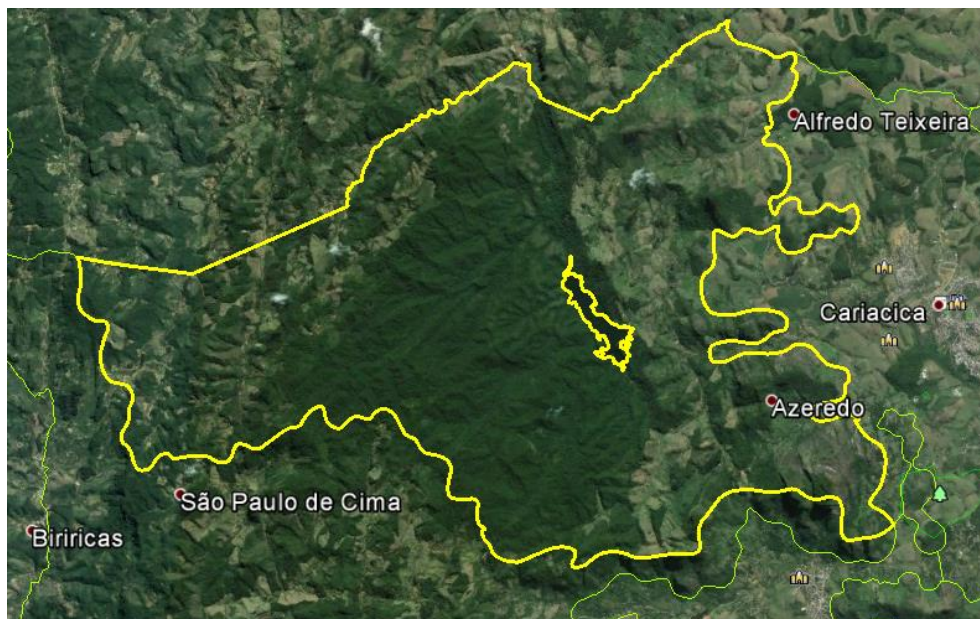 Alfredo Teixeira
Cariacica
Azeredo
São Paulo de Cima
Biriricas